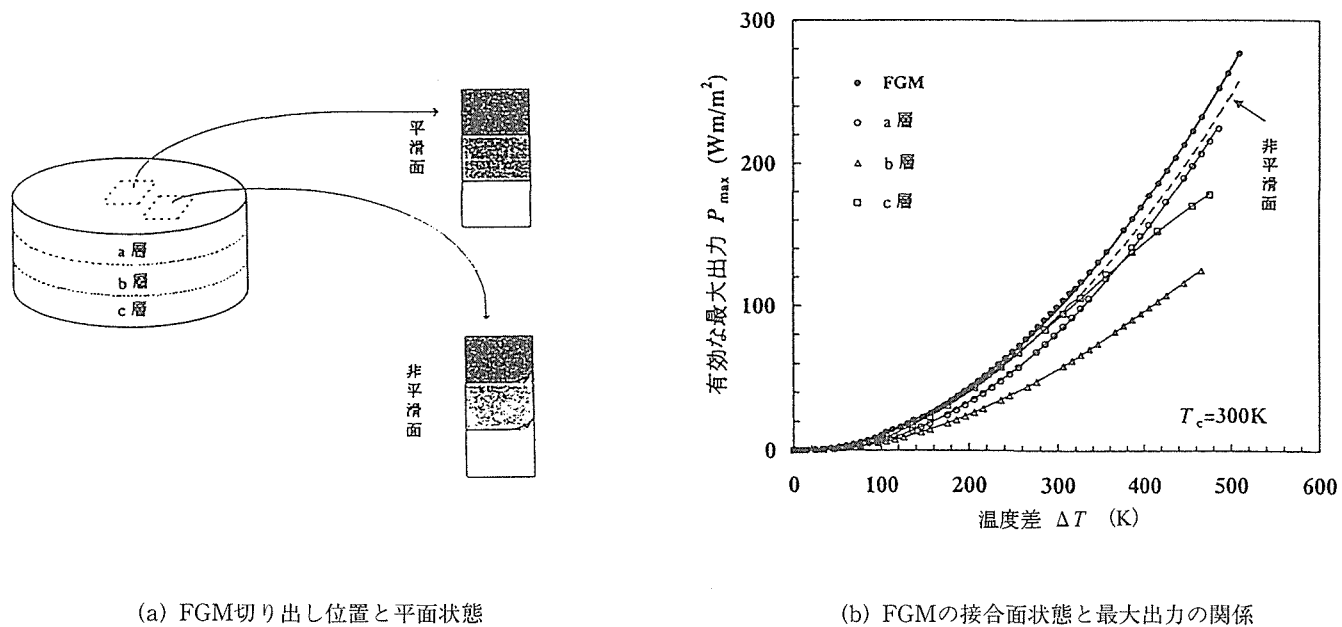 平滑面
a層
b層
c層
非平滑面
(a) FGM切り出し位置と平面状態
300
200
100
0
有効な最大出力 P max (Wm/m²)
FGM
a層
b層
c層
非平滑面
T c=300K
0 100 200 300 400 500 600
温度差 ΔT (K)
(b) FGMの接合面状態と最大出力の関係